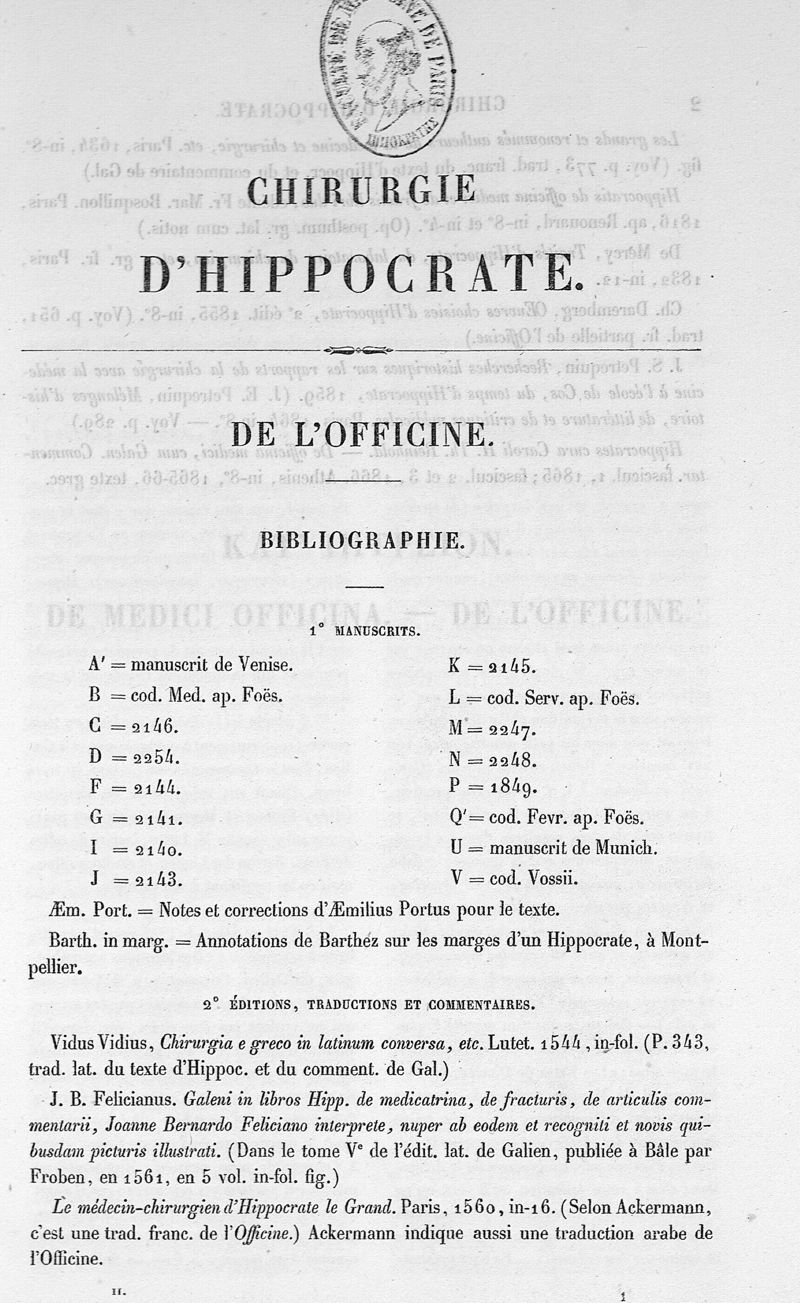 CHIRURGIE
D'HIPPOCRATE.
DE L'OFFICINE.
BIBLIOGRAPHIE.
1° MANUSCRITS.
A' = manuscrit de Venise.
B = cod. Med. ap. Foës.
C = 2146.
D = 2254.
F = 2144.
G = 2141.
I = 2140.
J = 2143.
K = 2145.
L = cod. Serv. ap. Foës.
M = 2247.
N = 2248.
P = 1849.
Q' = cod. Fevr. ap. Foës.
U = manuscrit de Munich.
V = cod. Vossii.
Æm. Port. = Notes et corrections d'Æmilius Portus pour le texte.
Barth. in marg. = Annotations de Barthez sur les marges d'un Hippocrate, à Mont-
pellier.
2° ÉDITIONS, TRADUCTIONS ET COMMENTAIRES.
Vidus Vidius, Chirurgia e greco in latinum conversa, etc. Lutet. 1544, in-fol. (P. 343,
trad. lat. du texte d'Hippoc. et du comment. de Gal.)
J. B. Felicianus. Galeni in libros Hipp. de medicatrina, de fracturis, de articulis com-
mentarii, Joanne Bernardo Feliciano interprete, nuper ab eodem et recogniti et novis qui-
busdam picturis illustrati. (Dans le tome Ve de l'édit. lat. de Galien, publiée à Bâle par
Froben, en 1561, en 5 vol. in-fol. fig.)
Le médecin-chirurgien d'Hippocrate le Grand. Paris, 1560, in-16. (Selon Ackermann,
c'est une trad. franc. de l'Officine.) Ackermann indique aussi une traduction arabe de
l'Officine.
II. 1